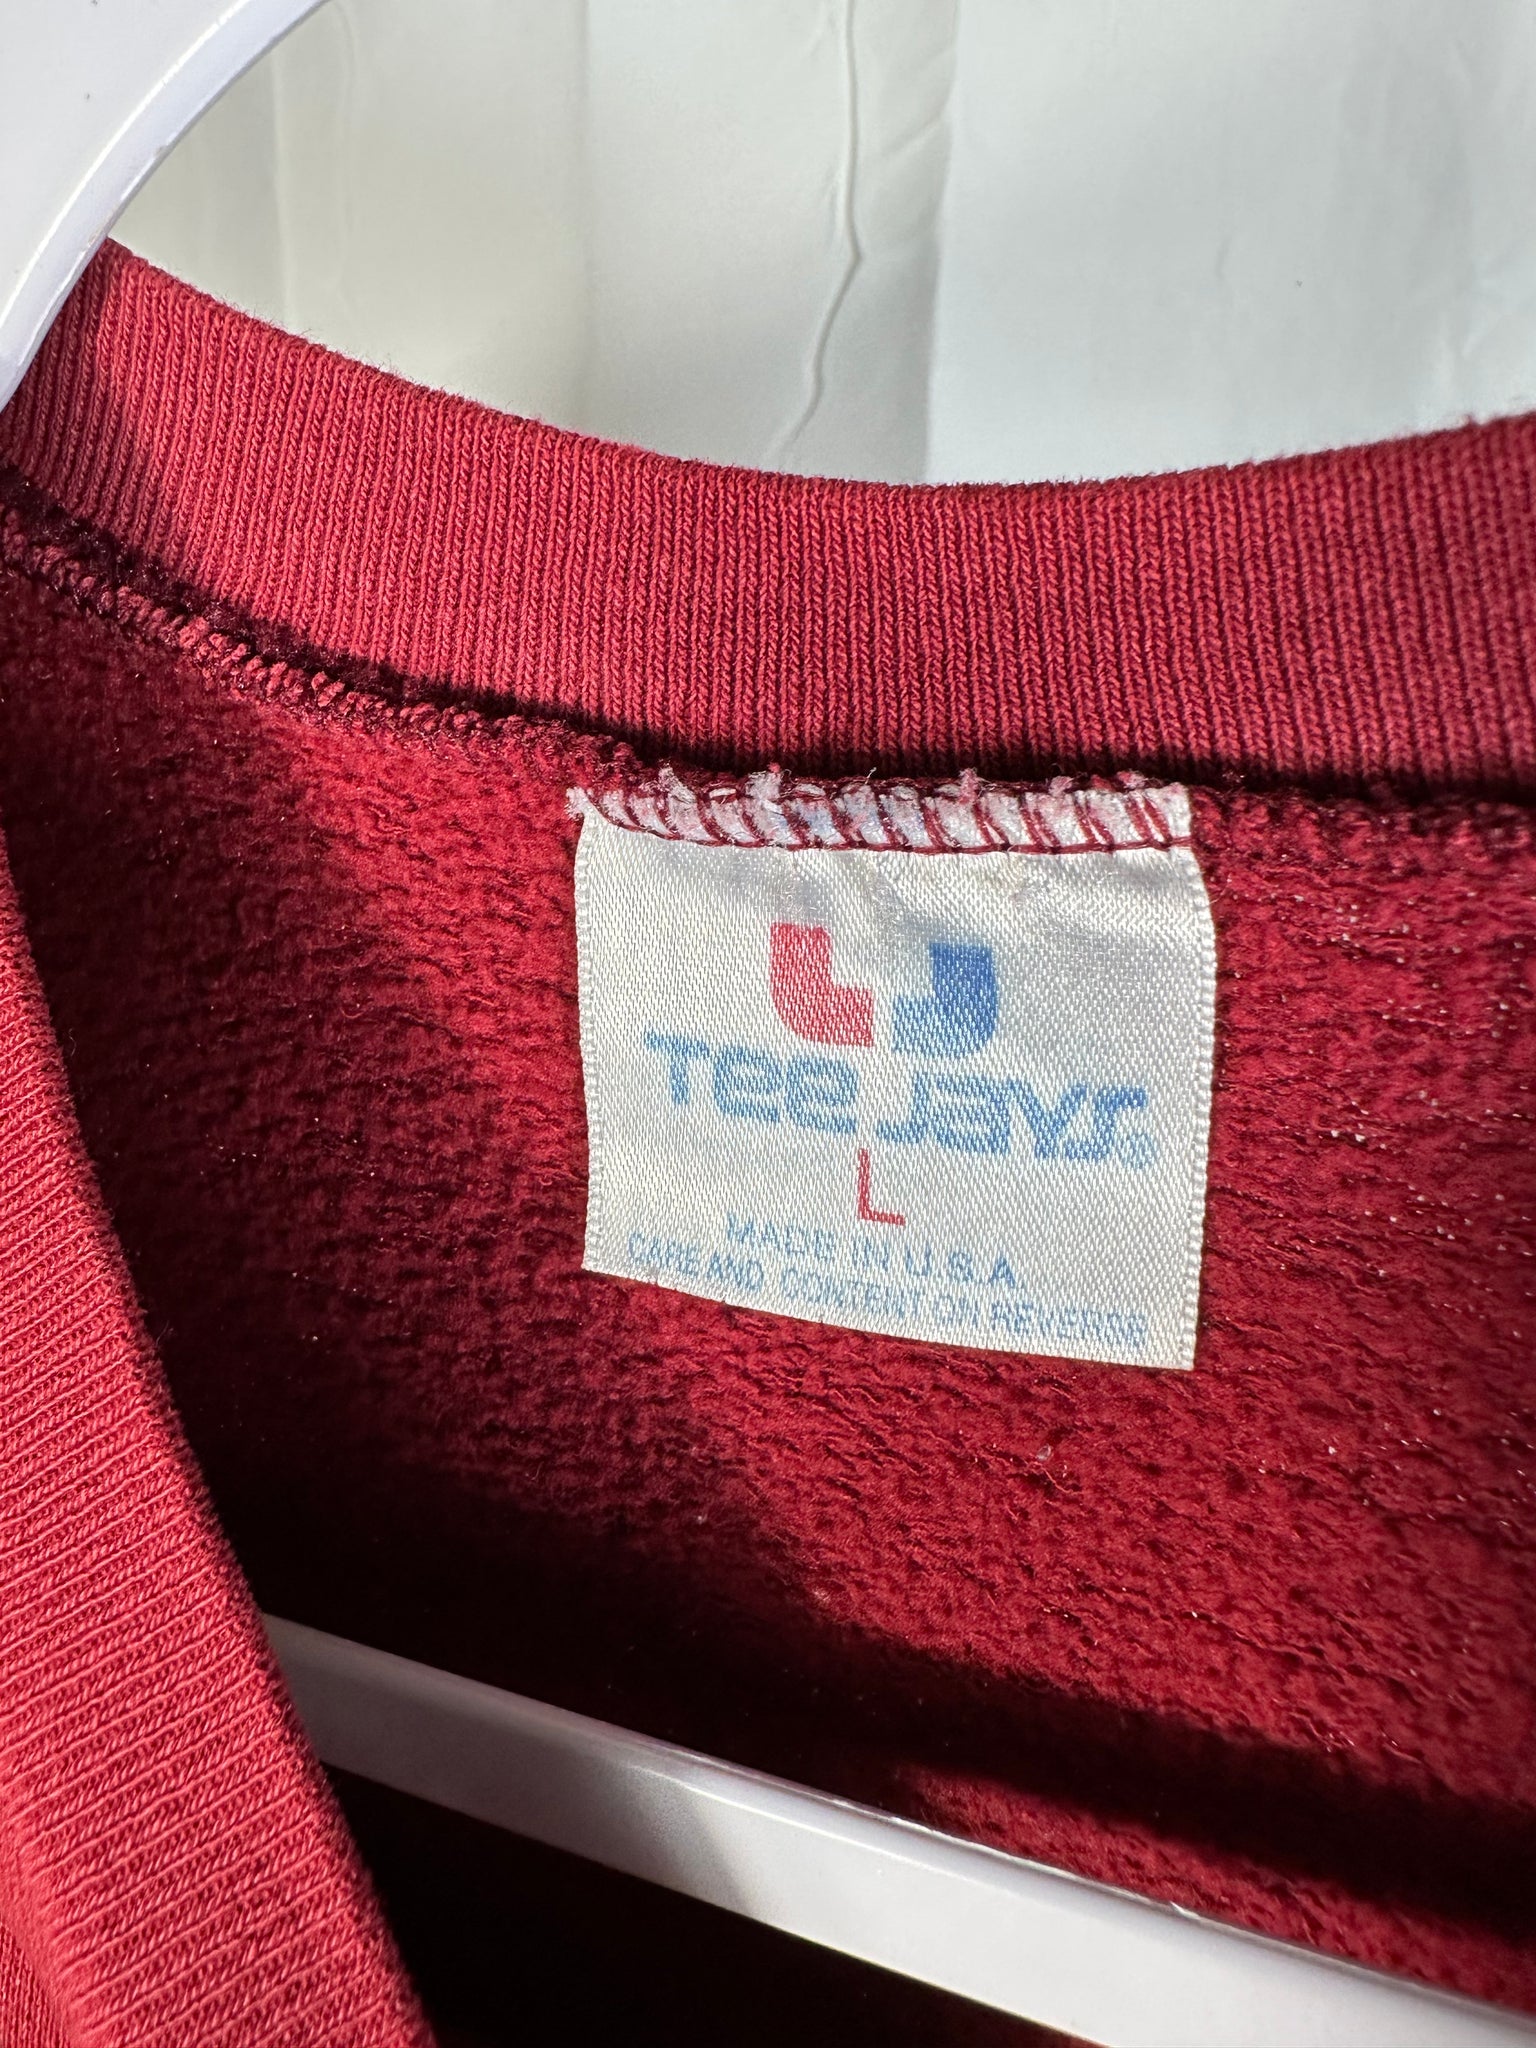 Tee Jays®
L
MADE IN U.S.A.
CARE AND CONTENT ON REVERSE